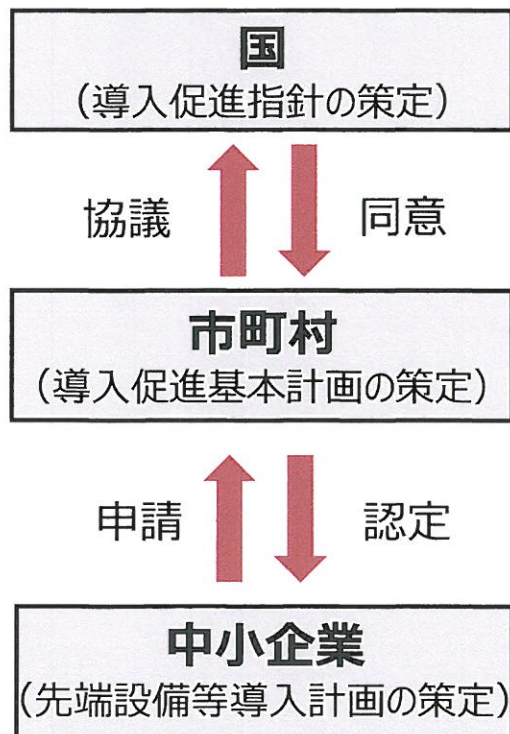 国
（導入促進指針の策定）
協議 同意
市町村
（導入促進基本計画の策定）
申請 認定
中小企業
（先端設備等導入計画の策定）